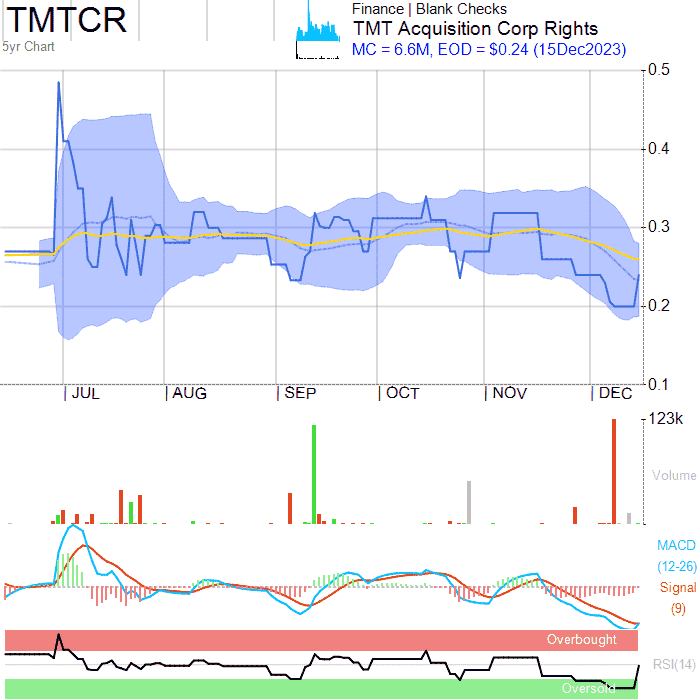 TMTCR
5yr Chart
Finance | Blank Checks
TMT Acquisition Corp Rights
MC = 6.6M, EOD = $0.24 (15Dec2023)
0.5
0.4
0.3
0.2
0.1
JUL AUG SEP OCT NOV DEC
123k
Volume
MACD
(12-26)
Signal
(9)
Overbought
RSI(14)
Oversold